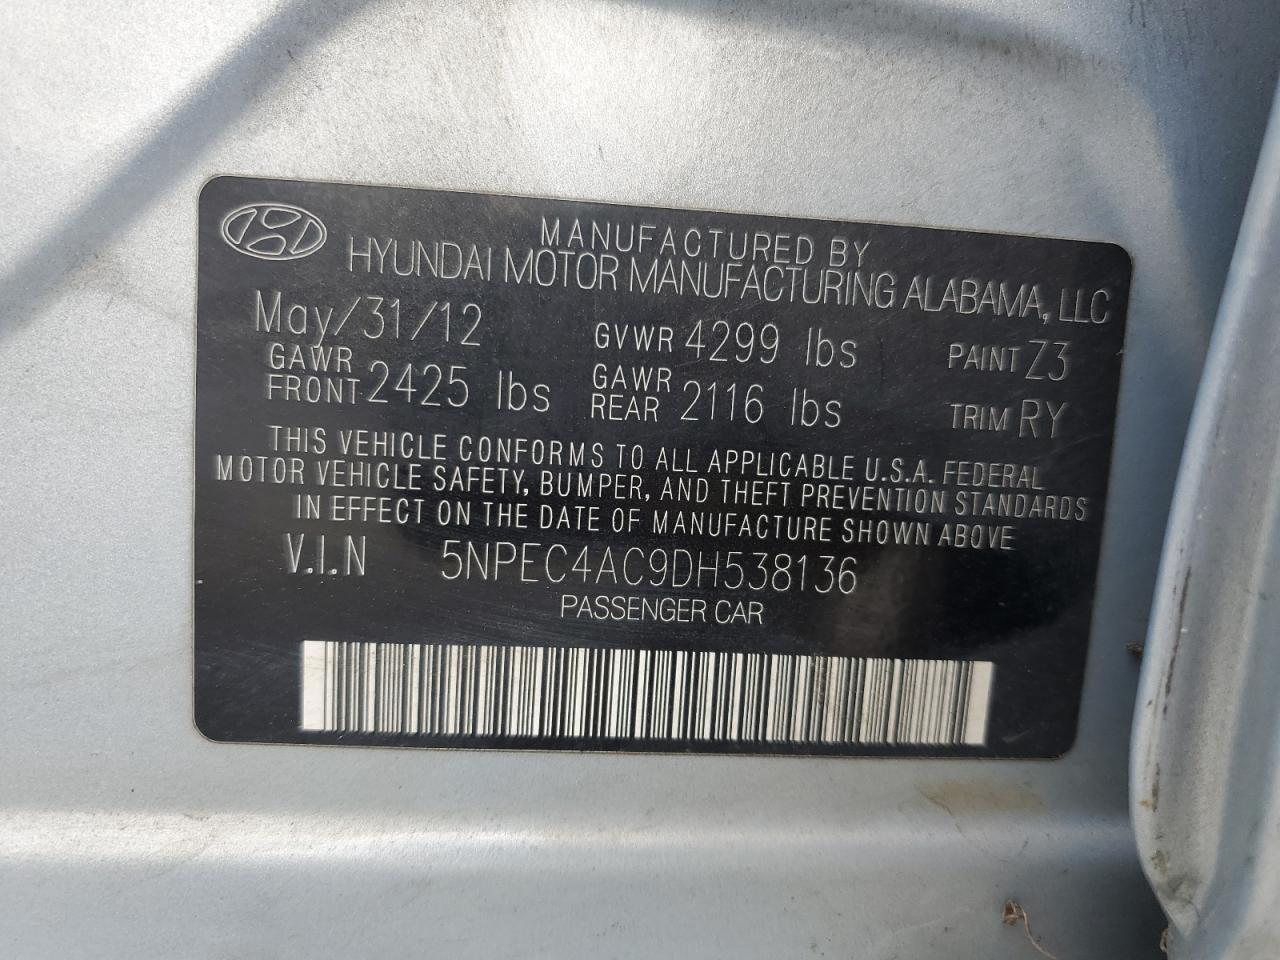 MANUFACTURED BY
HYUNDAI MOTOR MANUFACTURING ALABAMA, LLC
May/31/12 GVWR 4299 lbs PAINT Z3
GAWR FRONT 2425 lbs GAWR REAR 2116 lbs TRIM RY
THIS VEHICLE CONFORMS TO ALL APPLICABLE U.S.A. FEDERAL
MOTOR VEHICLE SAFETY, BUMPER, AND THEFT PREVENTION STANDARDS
IN EFFECT ON THE DATE OF MANUFACTURE SHOWN ABOVE
V.I.N 5NPEC4AC9DH538136
PASSENGER CAR